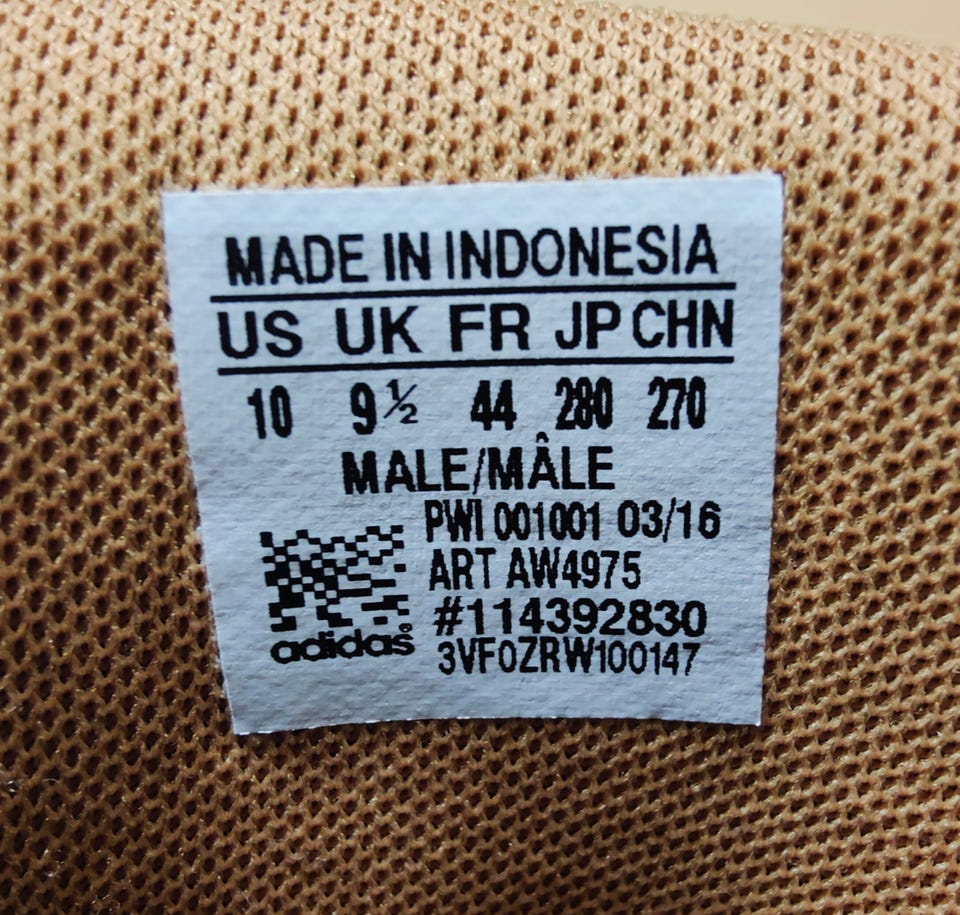 MADE IN INDONESIA
US UK FR JP CHN
10 9½ 44 280 270
MALE/MÂLE
PWI 001001 03/16
ART AW4975
#114392830
adidas® 3VF0ZRW100147